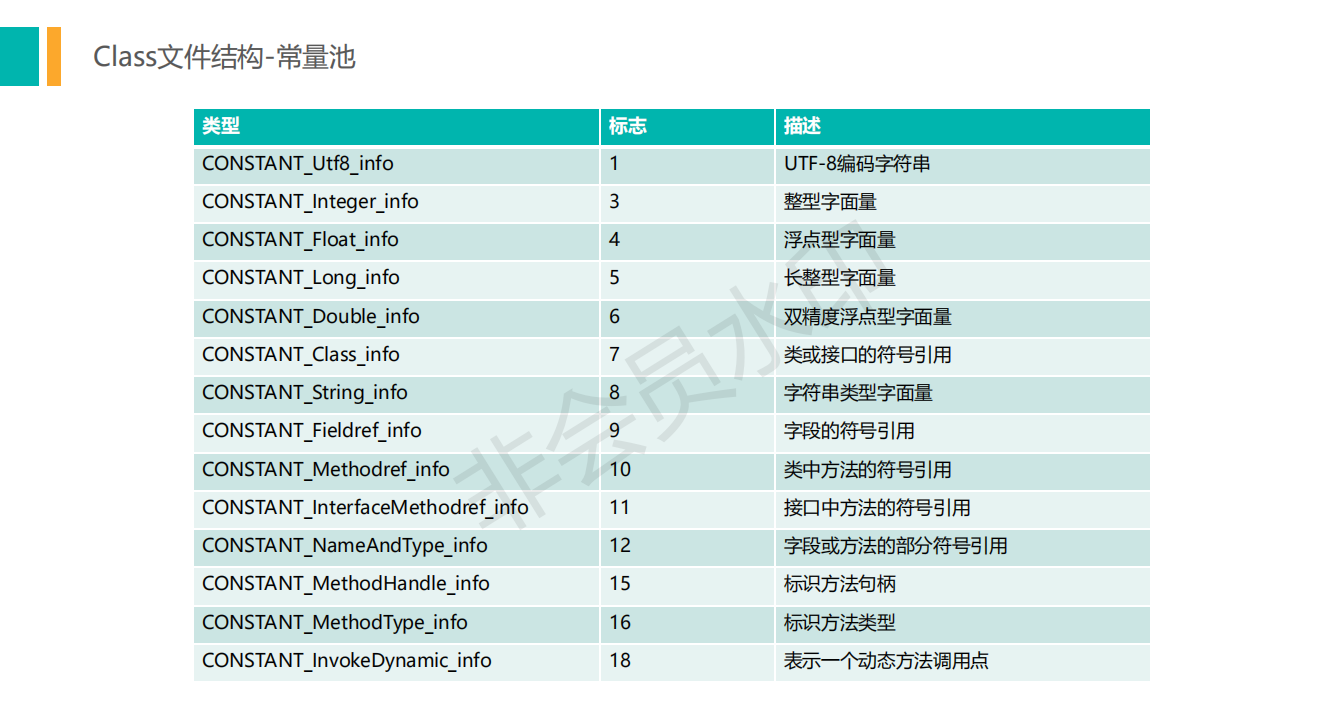 Class文件结构-常量池
类型 标志 描述
CONSTANT_Utf8_info 1 UTF-8编码字符串
CONSTANT_Integer_info 3 整型字面量
CONSTANT_Float_info 4 浮点型字面量
CONSTANT_Long_info 5 长整型字面量
CONSTANT_Double_info 6 双精度浮点型字面量
CONSTANT_Class_info 7 类或接口的符号引用
CONSTANT_String_info 8 字符串类型字面量
CONSTANT_Fieldref_info 9 字段的符号引用
CONSTANT_Methodref_info 10 类中方法的符号引用
CONSTANT_InterfaceMethodref_info 11 接口中方法的符号引用
CONSTANT_NameAndType_info 12 字段或方法的部分符号引用
CONSTANT_MethodHandle_info 15 标识方法句柄
CONSTANT_MethodType_info 16 标识方法类型
CONSTANT_InvokeDynamic_info 18 表示一个动态方法调用点
非会员水印